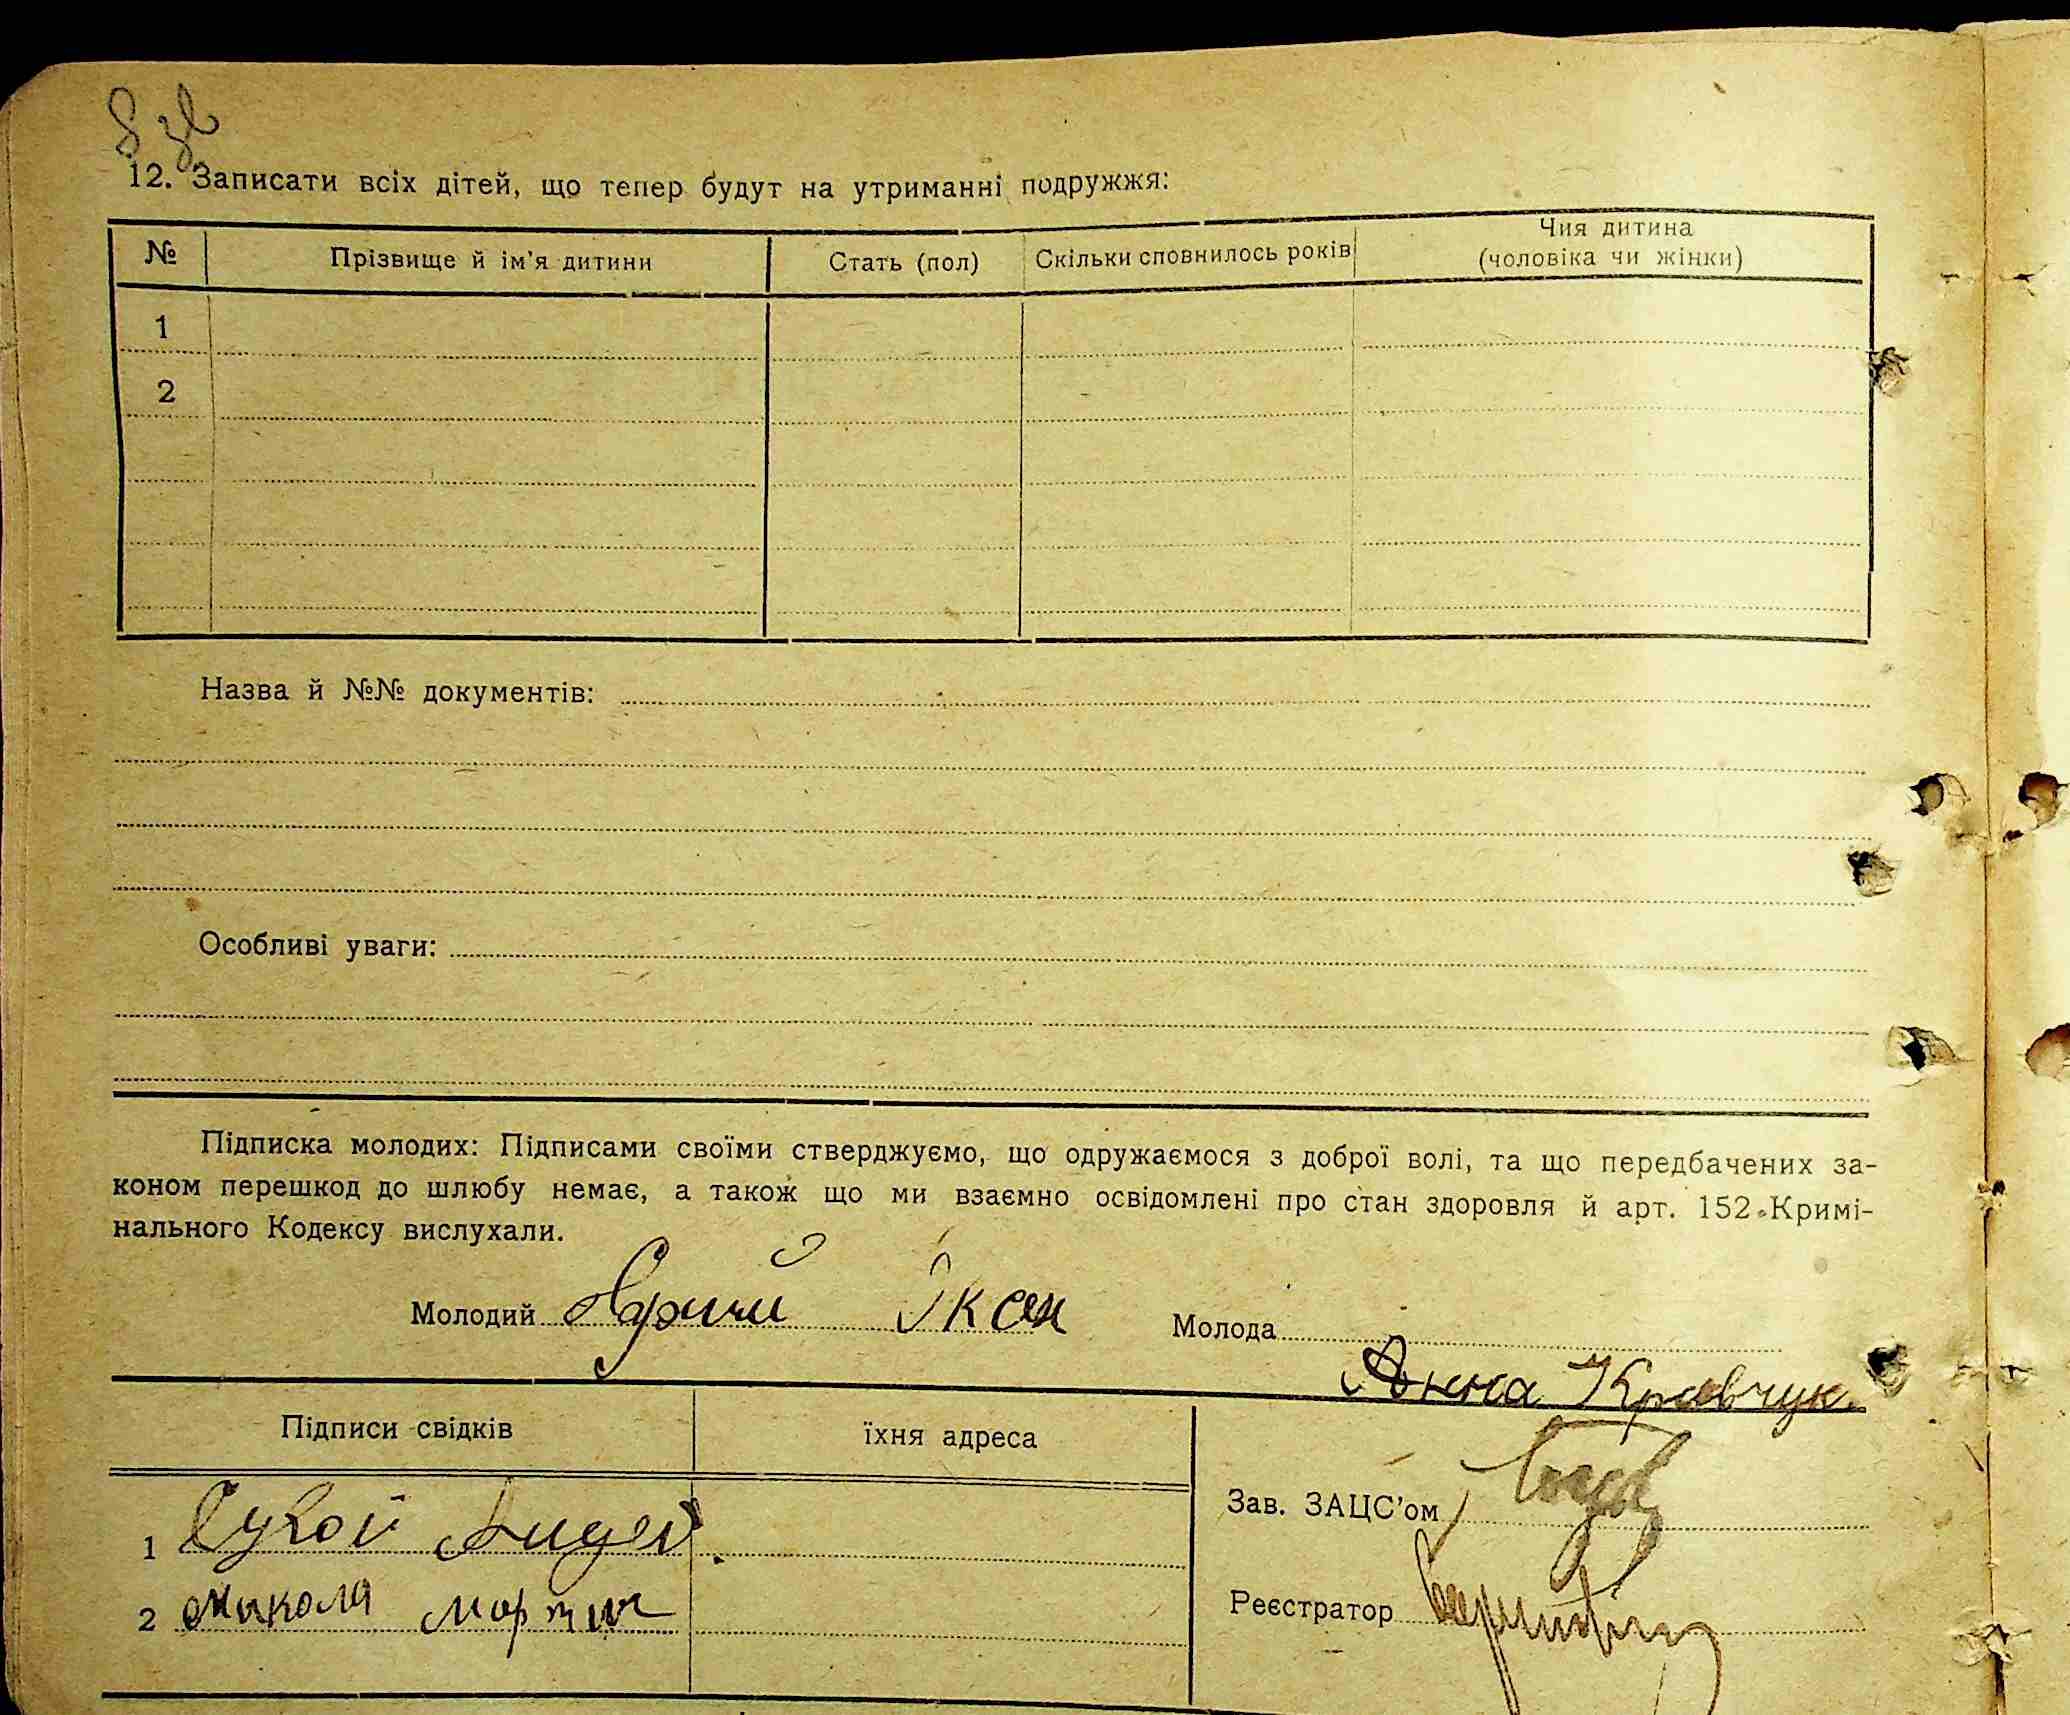 8 зв
12. Записати всіх дітей, що тепер будут на утриманні подружжя:
№ Прізвище й ім'я дитини Стать (пол) Скільки сповнилось років Чия дитина (чоловіка чи жінки)
1
2
Назва й №№ документів:
Особливі уваги:
Підписка молодих: Підписами своїми стверджуємо, що одружаємося з доброї волі, та що передбачених за-
коном перешкод до шлюбу немає, а також що ми взаємно освідомлені про стан здоровля й арт. 152 Кримі-
нального Кодексу вислухали.
Молодий Молода
Анна Кравчук
Підписи свідків їхня адреса
Зав. ЗАЦС'ом
1 Сухой
2 Микола Мартин
Реєстратор